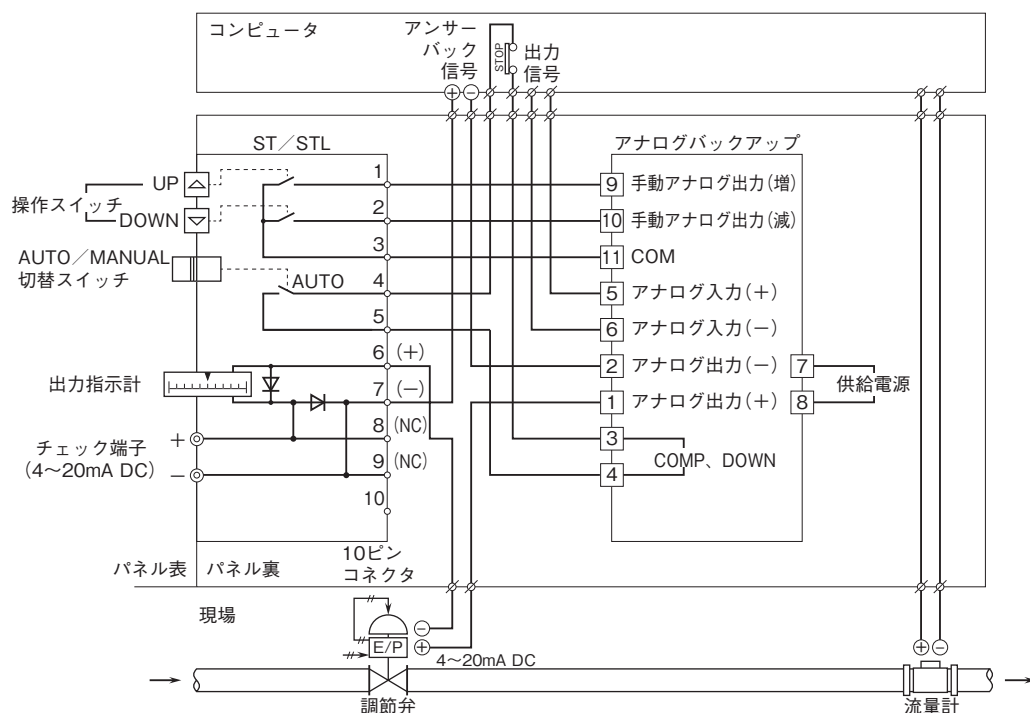 コンピュータ
アンサー
バック
信号
STOP
出力
信号
ST／STL
アナログバックアップ
UP
操作スイッチ
DOWN
AUTO／MANUAL
切替スイッチ
AUTO
1
2
3
4
5
6 (+)
7 (−)
8 (NC)
9 (NC)
10
9 手動アナログ出力(増)
10 手動アナログ出力(減)
11 COM
5 アナログ入力(+)
6 アナログ入力(−)
2 アナログ出力(−)
1 アナログ出力(+)
3
4
COMP、DOWN
7
8
供給電源
出力指示計
チェック端子
(4〜20mA DC)
+
−
10ピン
コネクタ
パネル表
パネル裏
現場
E/P
−
+
4〜20mA DC
調節弁
+ −
流量計